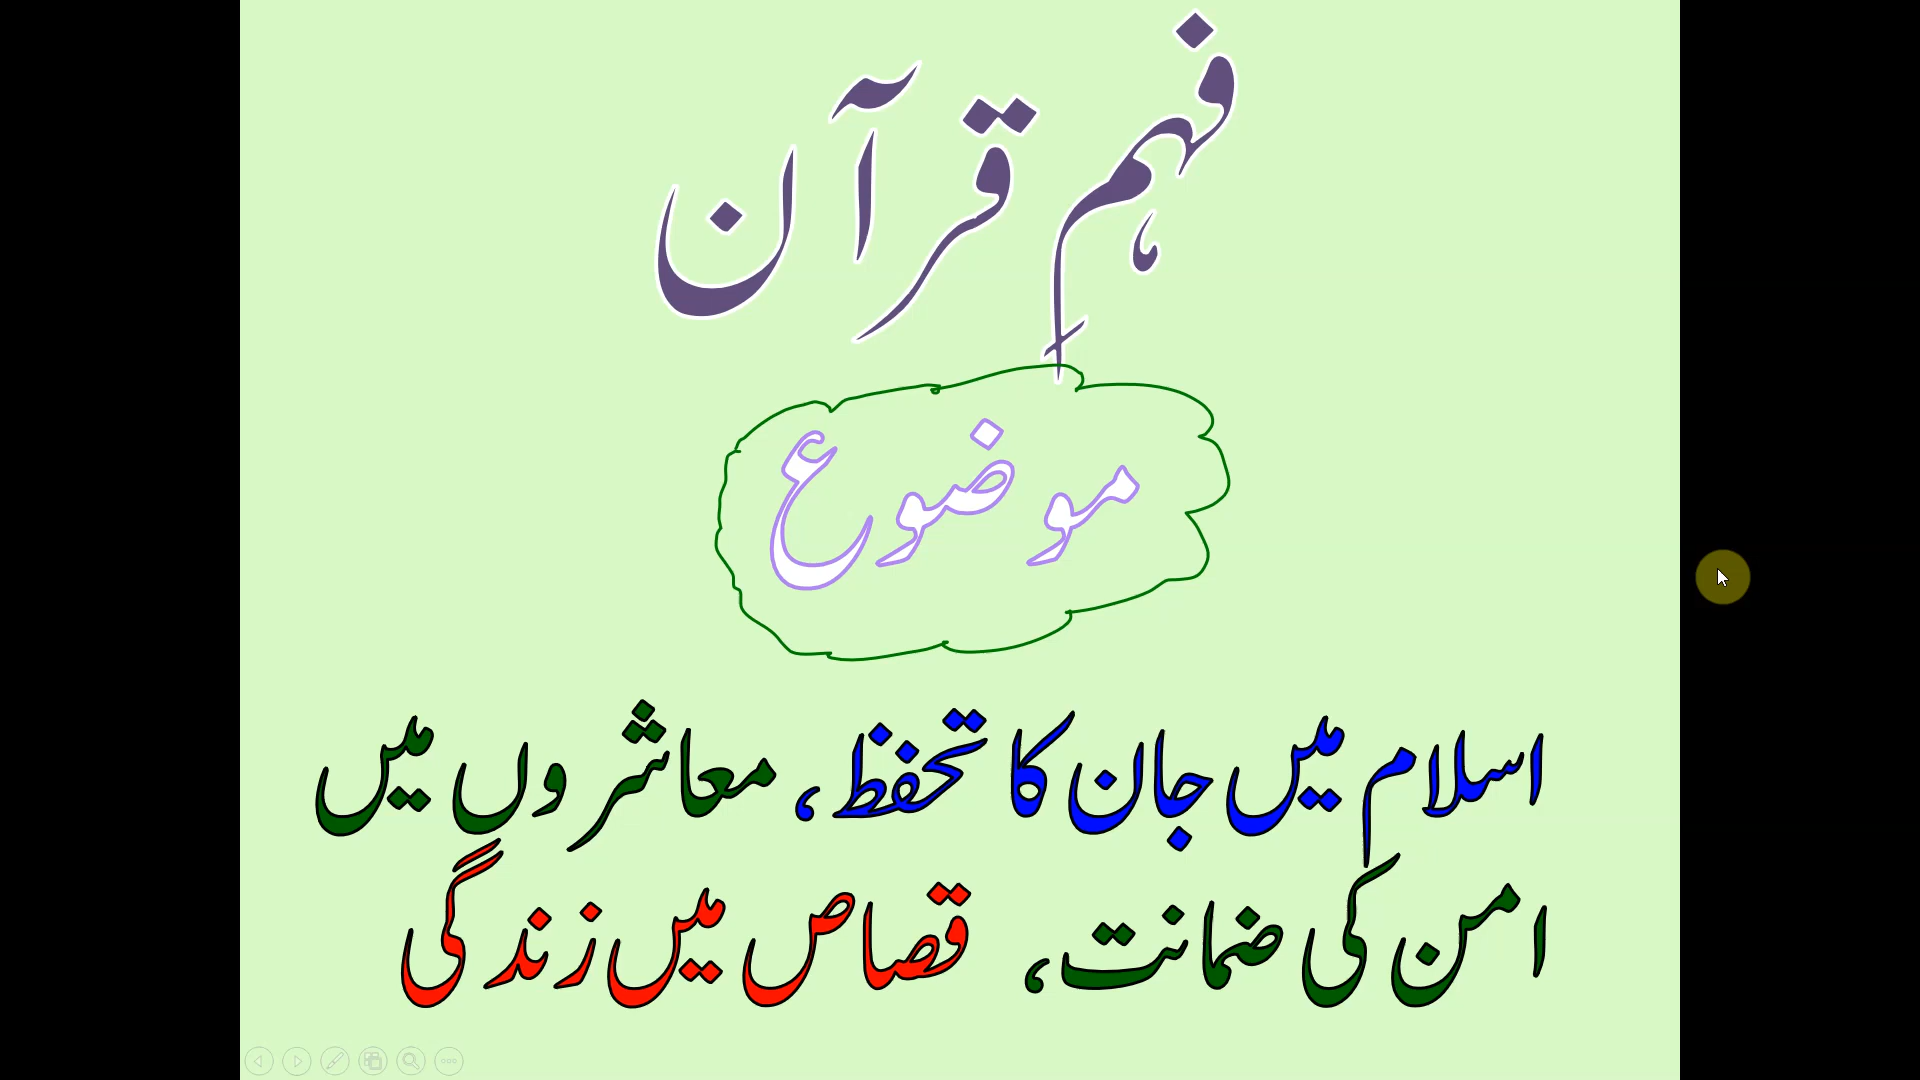 فہمِ قرآن
موضوع
اسلام میں جان کا تحفظ، معاشروں میں
امن کی ضمانت، قصاص میں زندگی